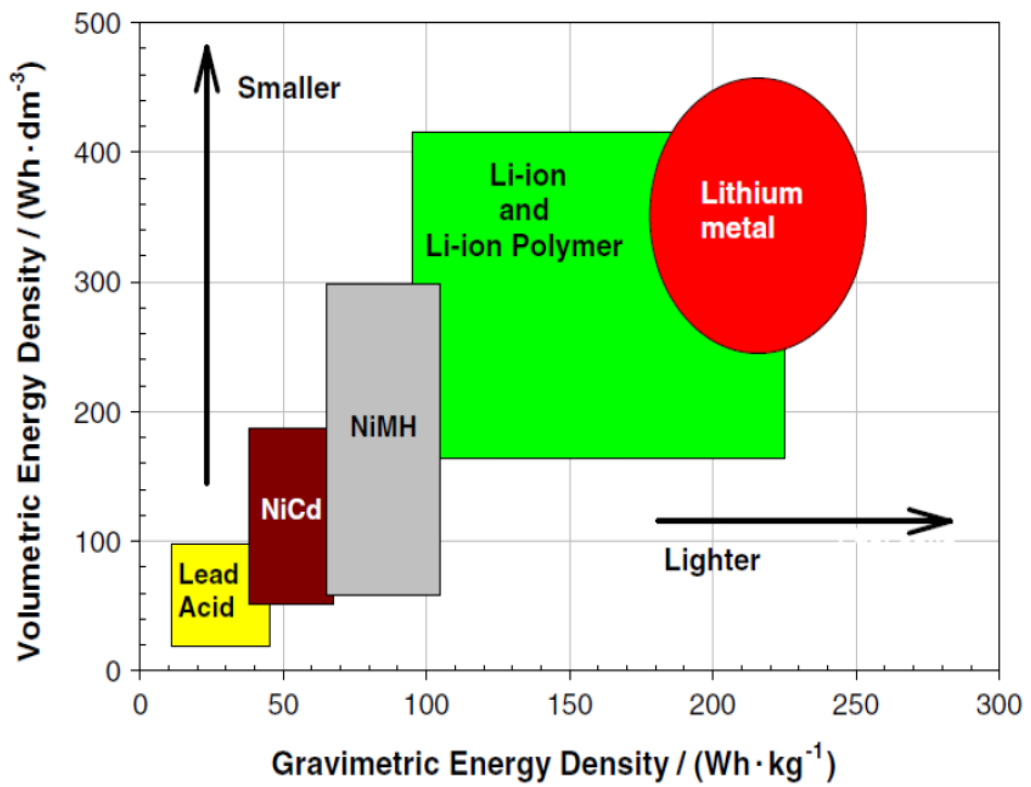 500
400
300
200
100
0
Volumetric Energy Density / (Wh·dm⁻³)
Smaller
Li-ion
and
Li-ion Polymer
Lithium
metal
NiMH
NiCd
Lead
Acid
Lighter
0 50 100 150 200 250 300
Gravimetric Energy Density / (Wh·kg⁻¹)